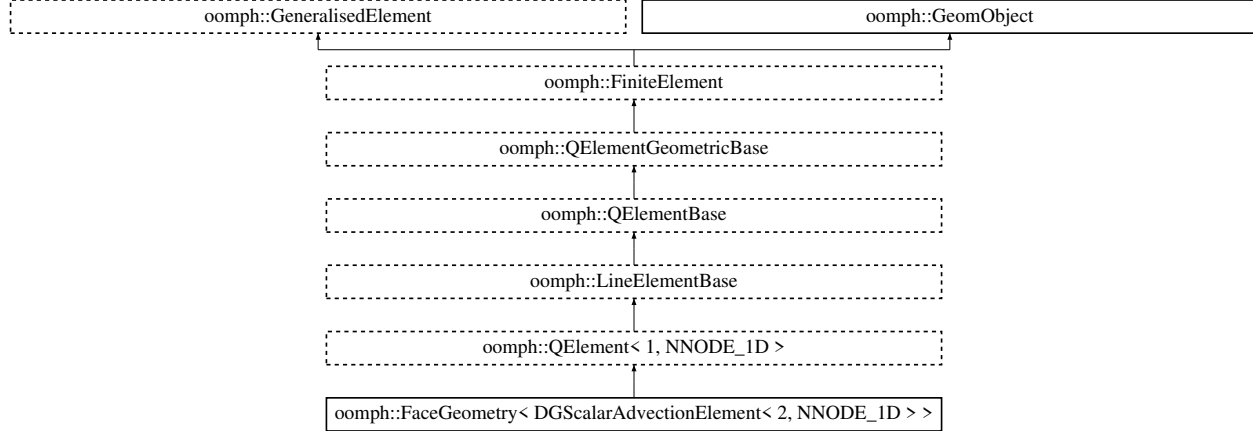 oomph::GeneralisedElement
oomph::GeomObject
oomph::FiniteElement
oomph::QElementGeometricBase
oomph::QElementBase
oomph::LineElementBase
oomph::QElement< 1, NNODE_1D >
oomph::FaceGeometry< DGScalarAdvectionElement< 2, NNODE_1D > >